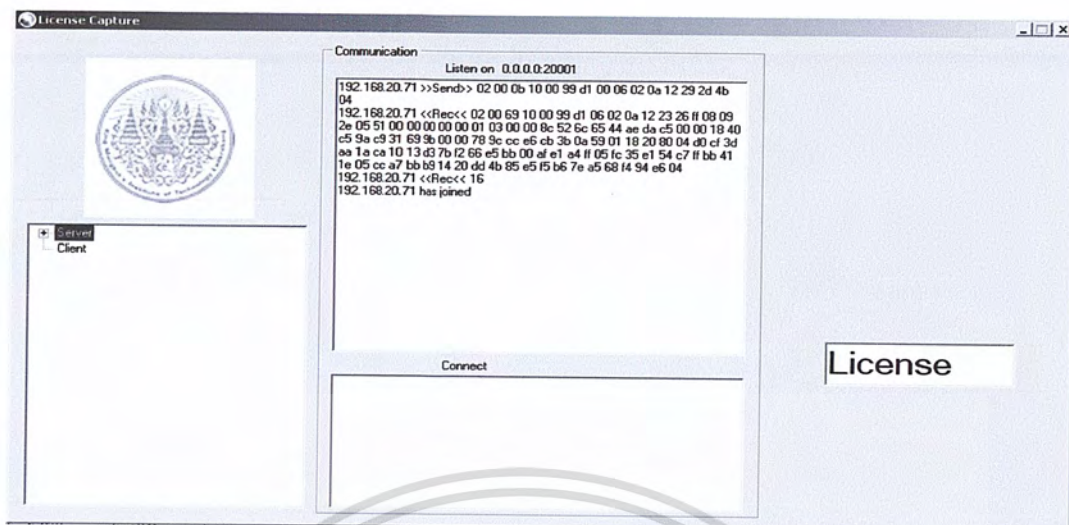 License Capture
Communication
Listen on 0.0.0.0:20001
192.168.20.71 >>Send>> 02 00 0b 10 00 99 d1 00 06 02 0a 12 29 2d 4b
04
192.168.20.71 <<Rec<< 02 00 69 10 00 99 d1 06 02 0a 12 23 26 ff 08 09
2e 05 51 00 00 00 00 00 01 03 00 00 8c 52 6c 65 44 ae da c5 00 00 18 40
c5 9a c9 31 69 9b 00 00 78 9c cc e6 cb 3b 0a 59 01 18 20 80 04 d0 cf 3d
aa 1a ca 10 13 d3 7b f2 66 e5 bb 00 af e1 a4 ff 05 fc 35 e1 54 c7 ff bb 41
1e 05 cc a7 bb b9 14 20 dd 4b 85 e5 f5 b6 7e a5 68 f4 94 e6 04
192.168.20.71 <<Rec<< 16
192.168.20.71 has joined
Server
Client
Connect
License